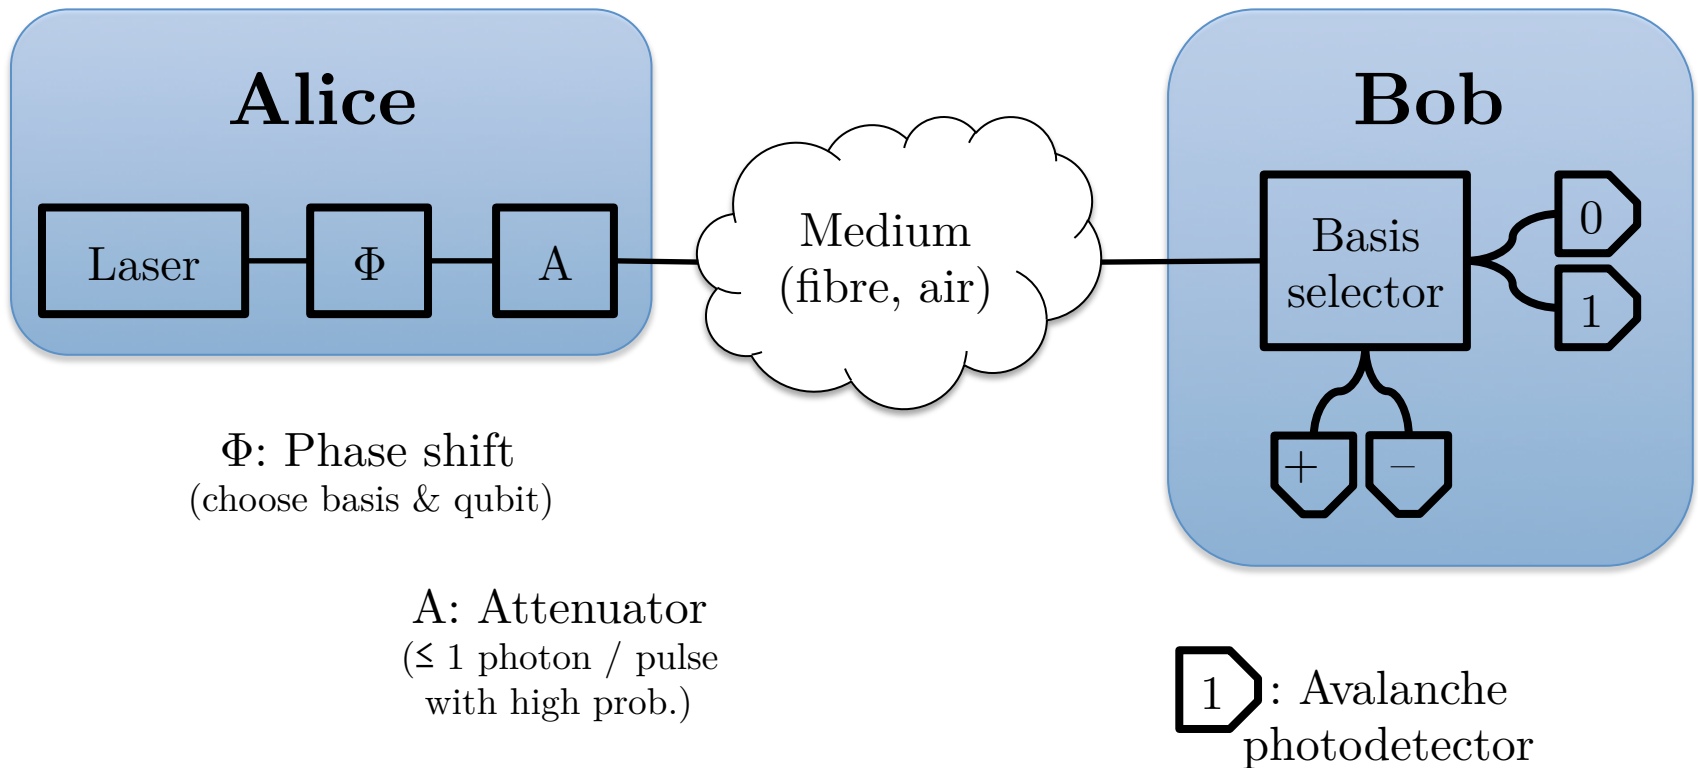 Alice
Laser
Φ
A
Medium
(fibre, air)
Bob
Basis
selector
0
1
+
−
Φ: Phase shift
(choose basis & qubit)
A: Attenuator
(≤ 1 photon / pulse
with high prob.)
1 : Avalanche
photodetector